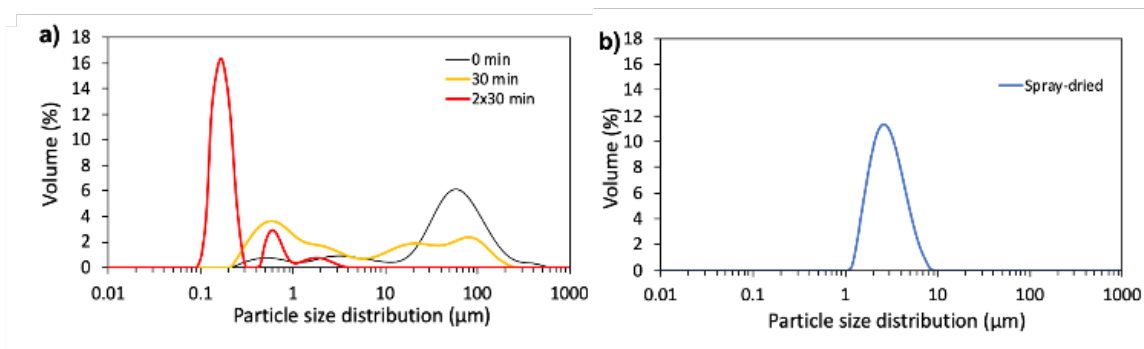 a)
18
16
14
12
10
8
6
4
2
0
Volume (%)
0 min
30 min
2x30 min
0.01 0.1 1 10 100 1000
Particle size distribution (μm)
b)
18
16
14
12
10
8
6
4
2
0
Volume (%)
Spray-dried
0.01 0.1 1 10 100 1000
Particle size distribution (μm)